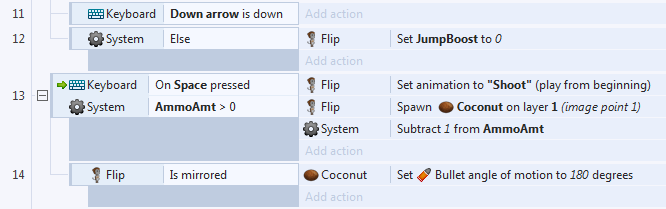 11 Keyboard Down arrow is down Add action
12 System Else Flip Set JumpBoost to 0
Add action
13 Keyboard On Space pressed Flip Set animation to "Shoot" (play from beginning)
System AmmoAmt > 0 Flip Spawn Coconut on layer 1 (image point 1)
System Subtract 1 from AmmoAmt
Add action
14 Flip Is mirrored Coconut Set Bullet angle of motion to 180 degrees
Add action